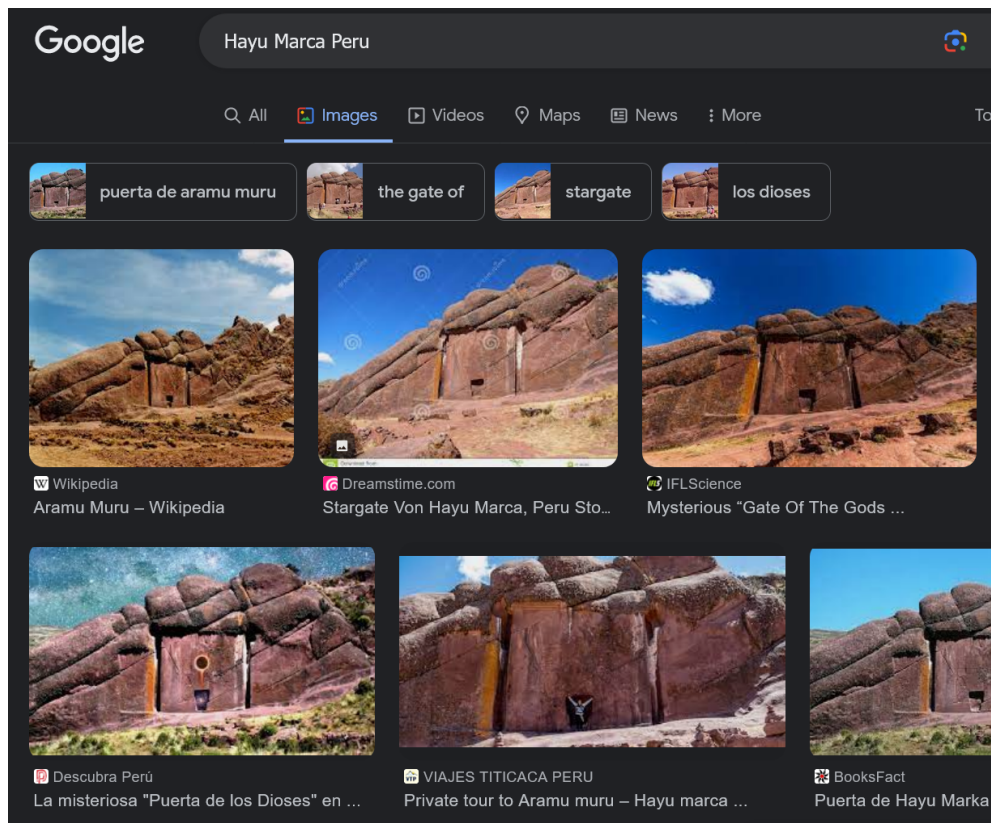 Google
Hayu Marca Peru
All Images Videos Maps News More To
puerta de aramu muru the gate of stargate los dioses
Wikipedia Dreamstime.com IFLScience
Aramu Muru – Wikipedia Stargate Von Hayu Marca, Peru Sto... Mysterious “Gate Of The Gods ...
Descubra Perú VIAJES TITICACA PERU BooksFact
La misteriosa "Puerta de los Dioses" en ... Private tour to Aramu muru – Hayu marca ... Puerta de Hayu Marka